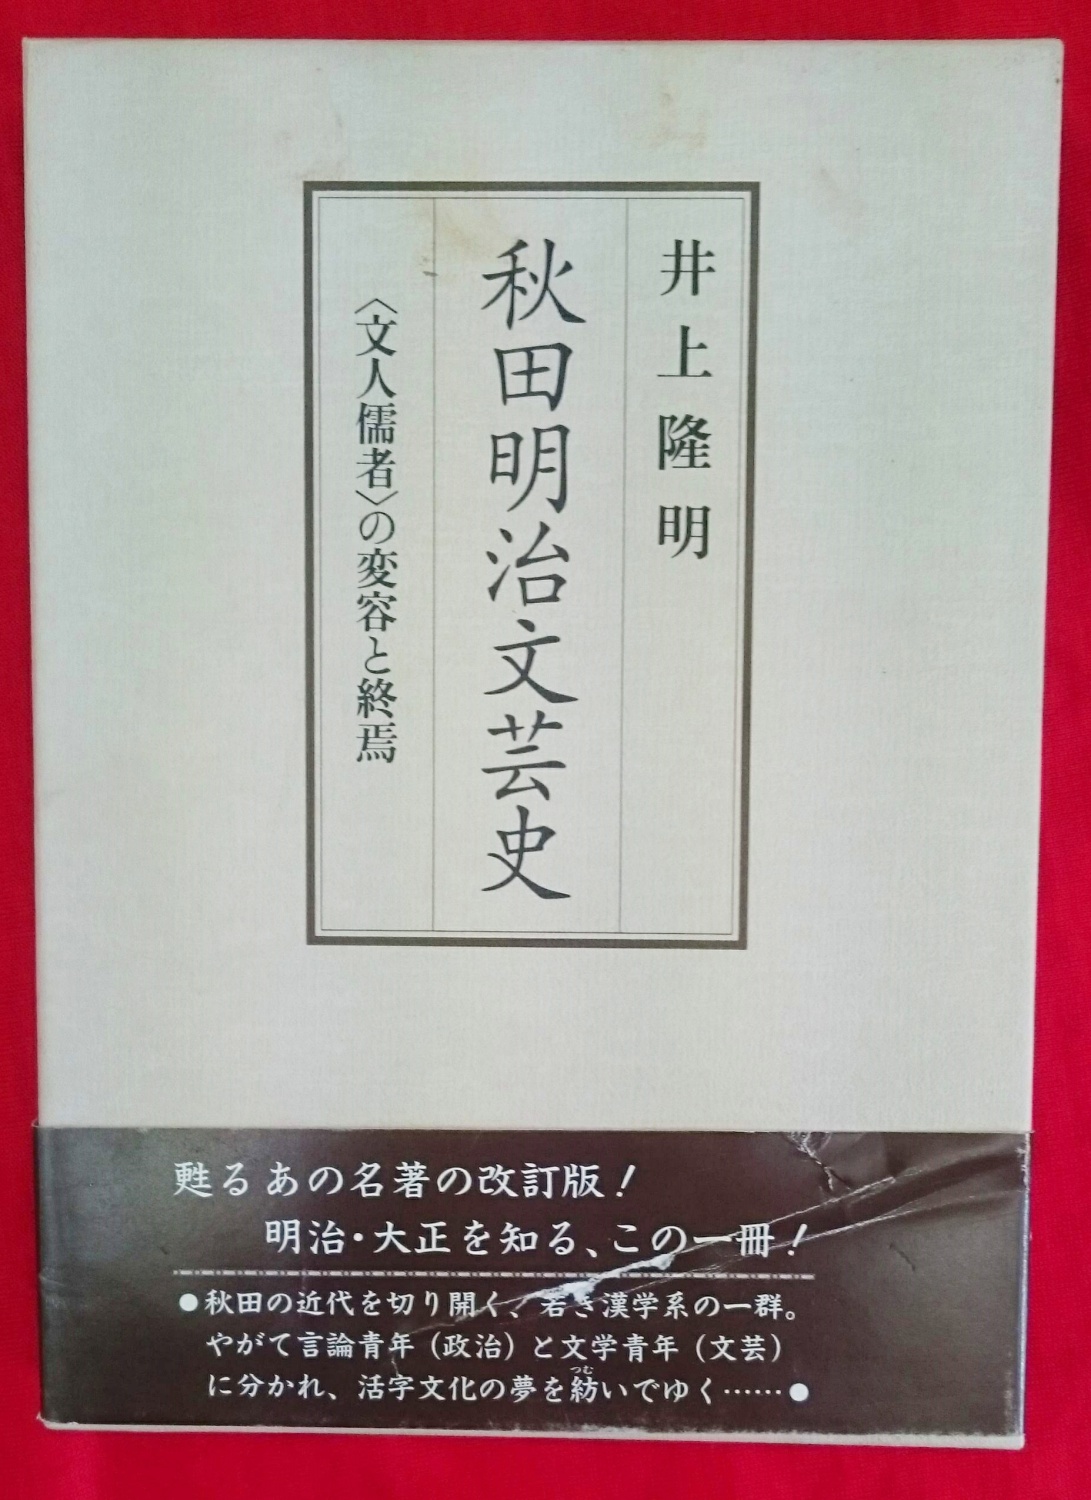 井上隆明
秋田明治文芸史
〈文人儒者〉の変容と終焉
甦るあの名著の改訂版！
明治・大正を知る、この一冊！
●秋田の近代を切り開く、若き漢学系の一群。
やがて言論青年（政治）と文学青年（文芸）
に分かれ、活字文化の夢を紡いでゆく……●
つむ